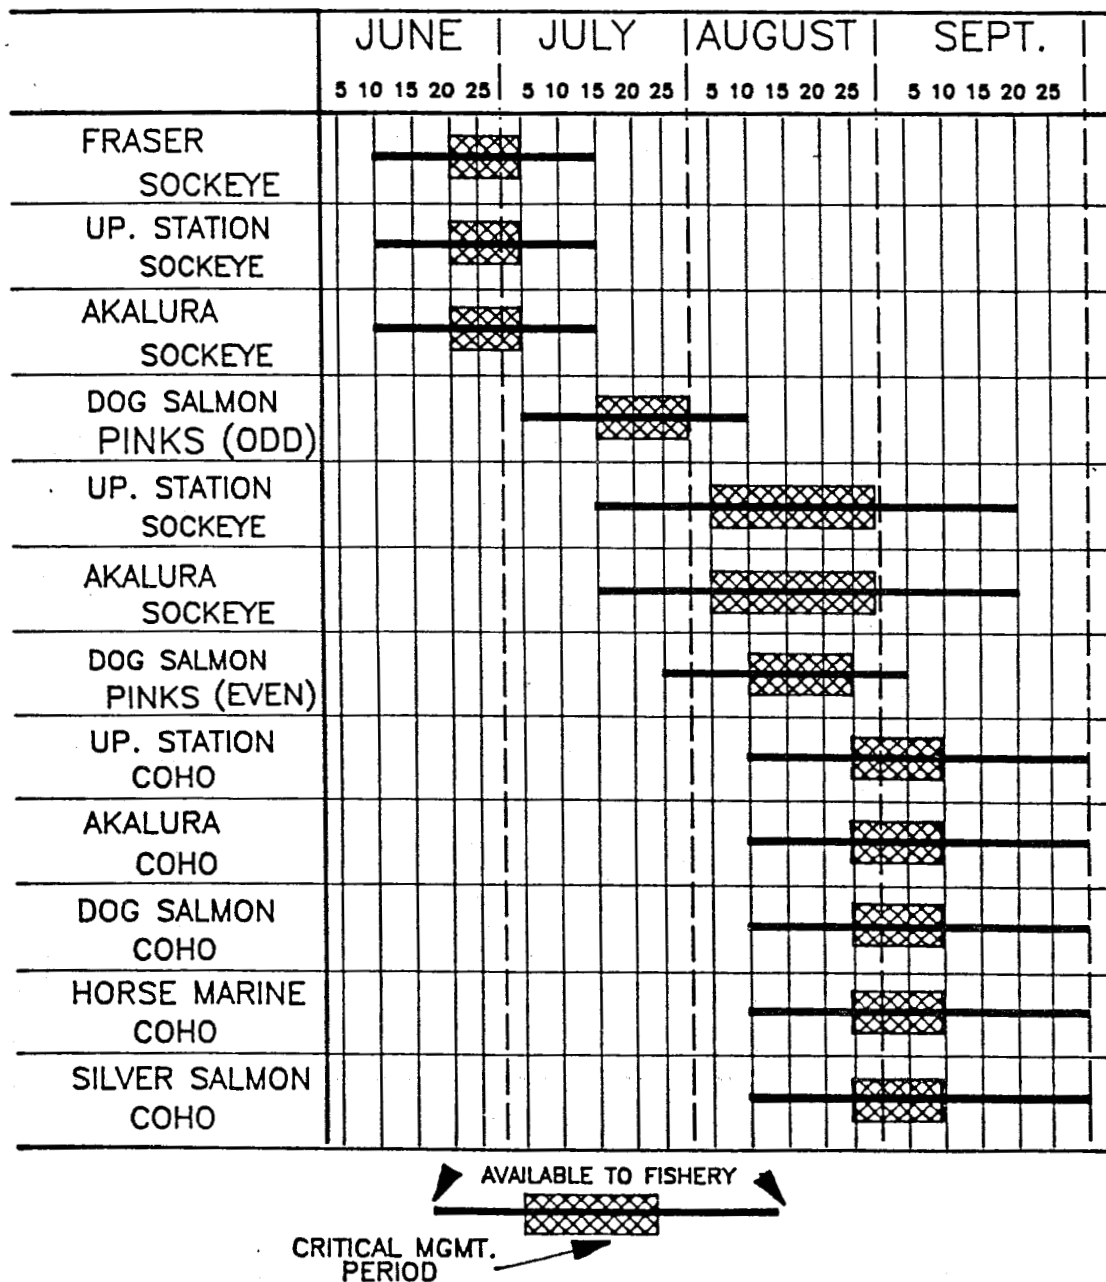 JUNE JULY AUGUST SEPT.
5 10 15 20 25 5 10 15 20 25 5 10 15 20 25 5 10 15 20 25
FRASER
SOCKEYE
UP. STATION
SOCKEYE
AKALURA
SOCKEYE
DOG SALMON
PINKS (ODD)
UP. STATION
SOCKEYE
AKALURA
SOCKEYE
DOG SALMON
PINKS (EVEN)
UP. STATION
COHO
AKALURA
COHO
DOG SALMON
COHO
HORSE MARINE
COHO
SILVER SALMON
COHO
AVAILABLE TO FISHERY
CRITICAL MGMT.
PERIOD